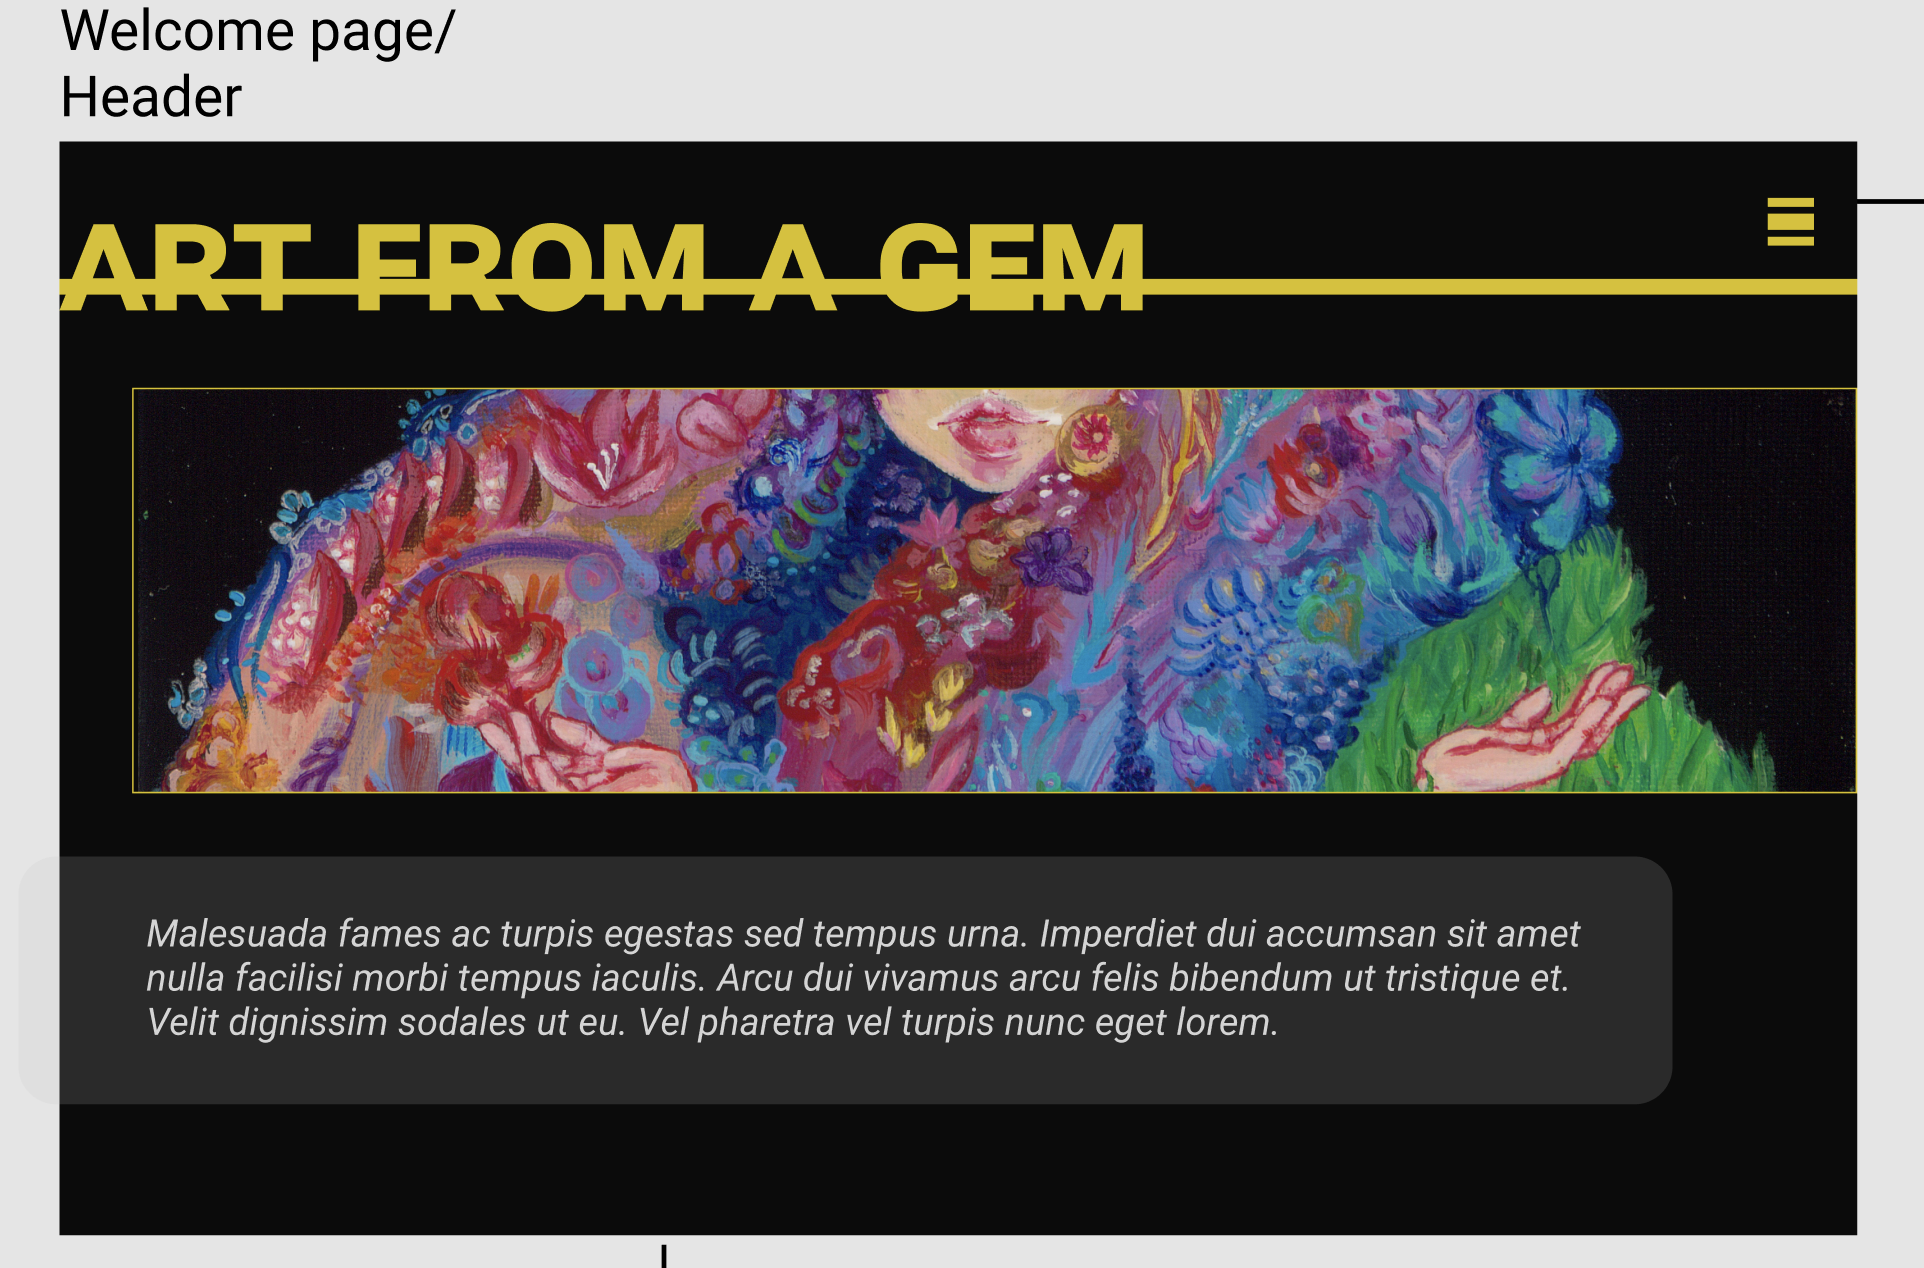 Welcome page/
Header
ART FROM A GEM
Malesuada fames ac turpis egestas sed tempus urna. Imperdiet dui accumsan sit amet
nulla facilisi morbi tempus iaculis. Arcu dui vivamus arcu felis bibendum ut tristique et.
Velit dignissim sodales ut eu. Vel pharetra vel turpis nunc eget lorem.